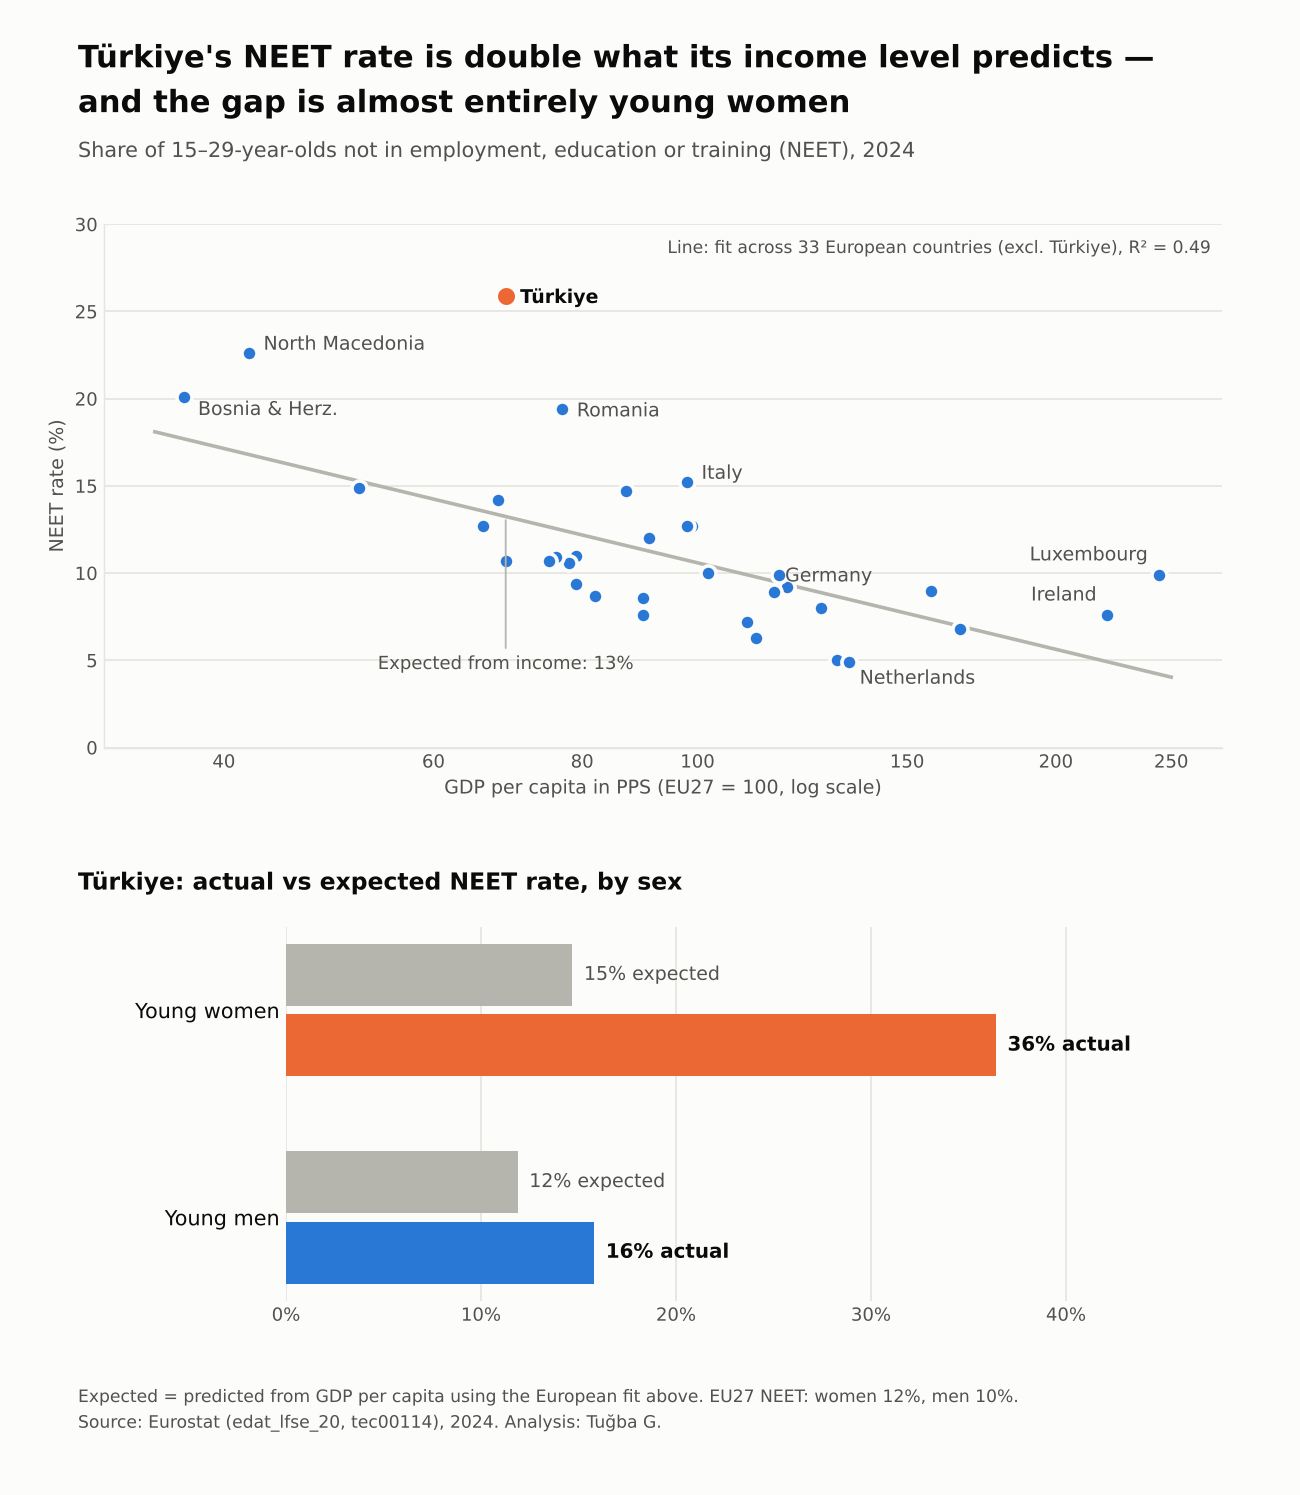 Türkiye's NEET rate is double what its income level predicts —
and the gap is almost entirely young women
Share of 15–29-year-olds not in employment, education or training (NEET), 2024
30
Line: fit across 33 European countries (excl. Türkiye), R² = 0.49
Türkiye
25
North Macedonia
20
Bosnia & Herz.
Romania
NEET rate (%)
Italy
15
Luxembourg
10
Germany
Ireland
Expected from income: 13%
5
Netherlands
0
40 60 80 100 150 200 250
GDP per capita in PPS (EU27 = 100, log scale)
Türkiye: actual vs expected NEET rate, by sex
15% expected
Young women
36% actual
12% expected
Young men
16% actual
0% 10% 20% 30% 40%
Expected = predicted from GDP per capita using the European fit above. EU27 NEET: women 12%, men 10%.
Source: Eurostat (edat_lfse_20, tec00114), 2024. Analysis: Tuğba G.